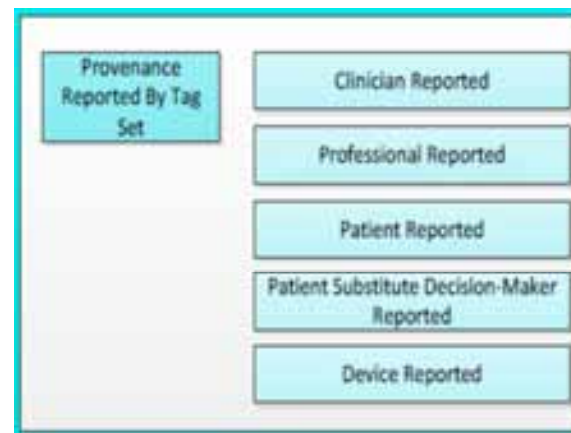 Provenance
Reported By Tag
Set
Clinician Reported
Professional Reported
Patient Reported
Patient Substitute Decision-Maker
Reported
Device Reported